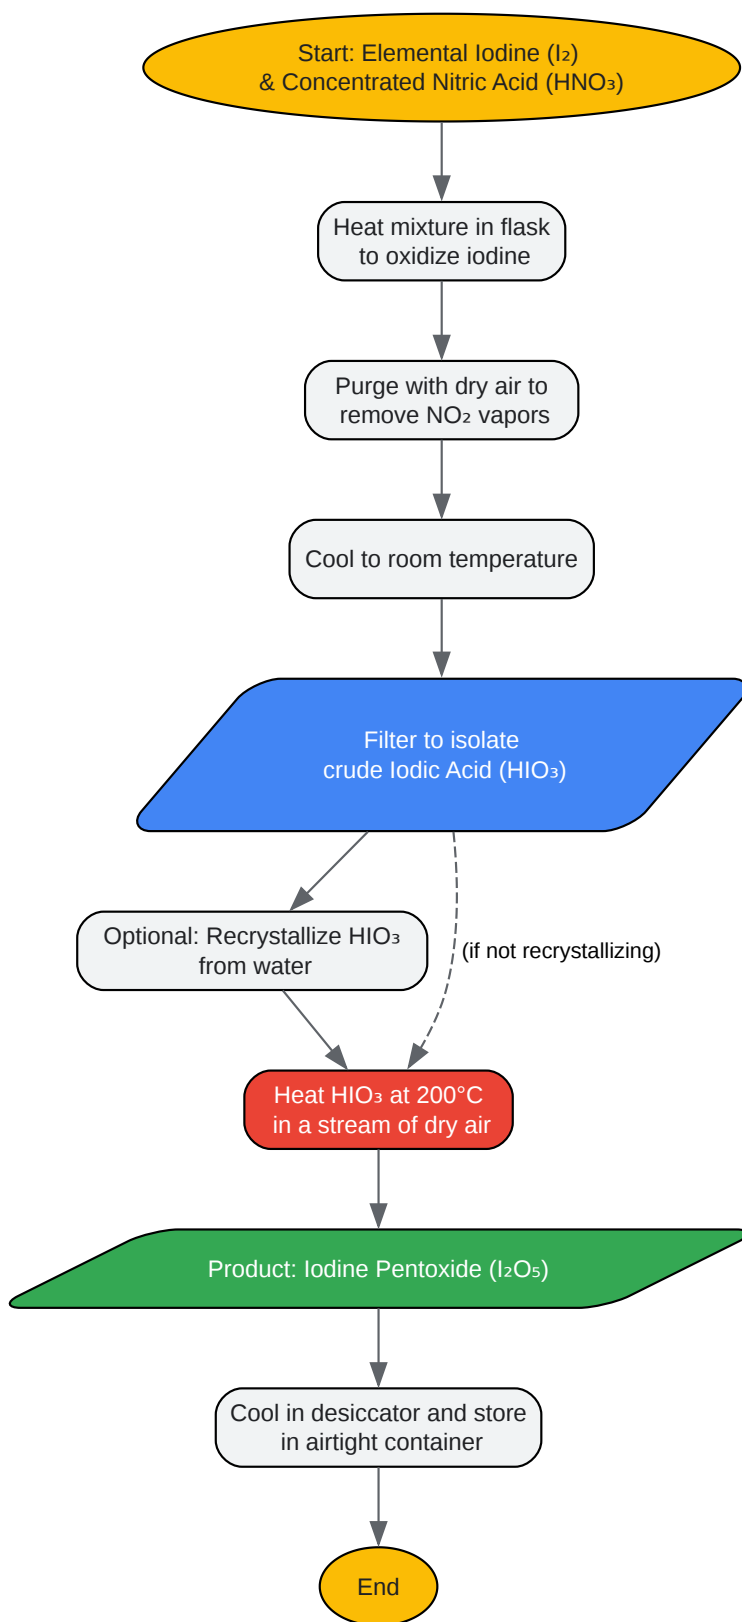 Start: Elemental Iodine (I₂)
& Concentrated Nitric Acid (HNO₃)
Heat mixture in flask
to oxidize iodine
Purge with dry air to
remove NO₂ vapors
Cool to room temperature
Filter to isolate
crude Iodic Acid (HIO₃)
Optional: Recrystallize HIO₃
from water
(if not recrystallizing)
Heat HIO₃ at 200°C
in a stream of dry air
Product: Iodine Pentoxide (I₂O₅)
Cool in desiccator and store
in airtight container
End